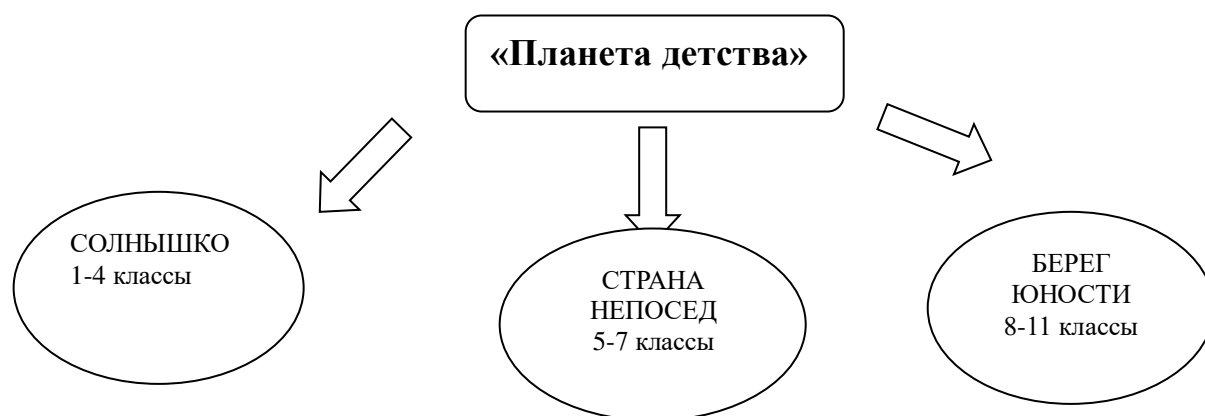 «Планета детства»
СОЛНЫШКО
1-4 классы
СТРАНА
НЕПОСЕД
5-7 классы
БЕРЕГ
ЮНОСТИ
8-11 классы